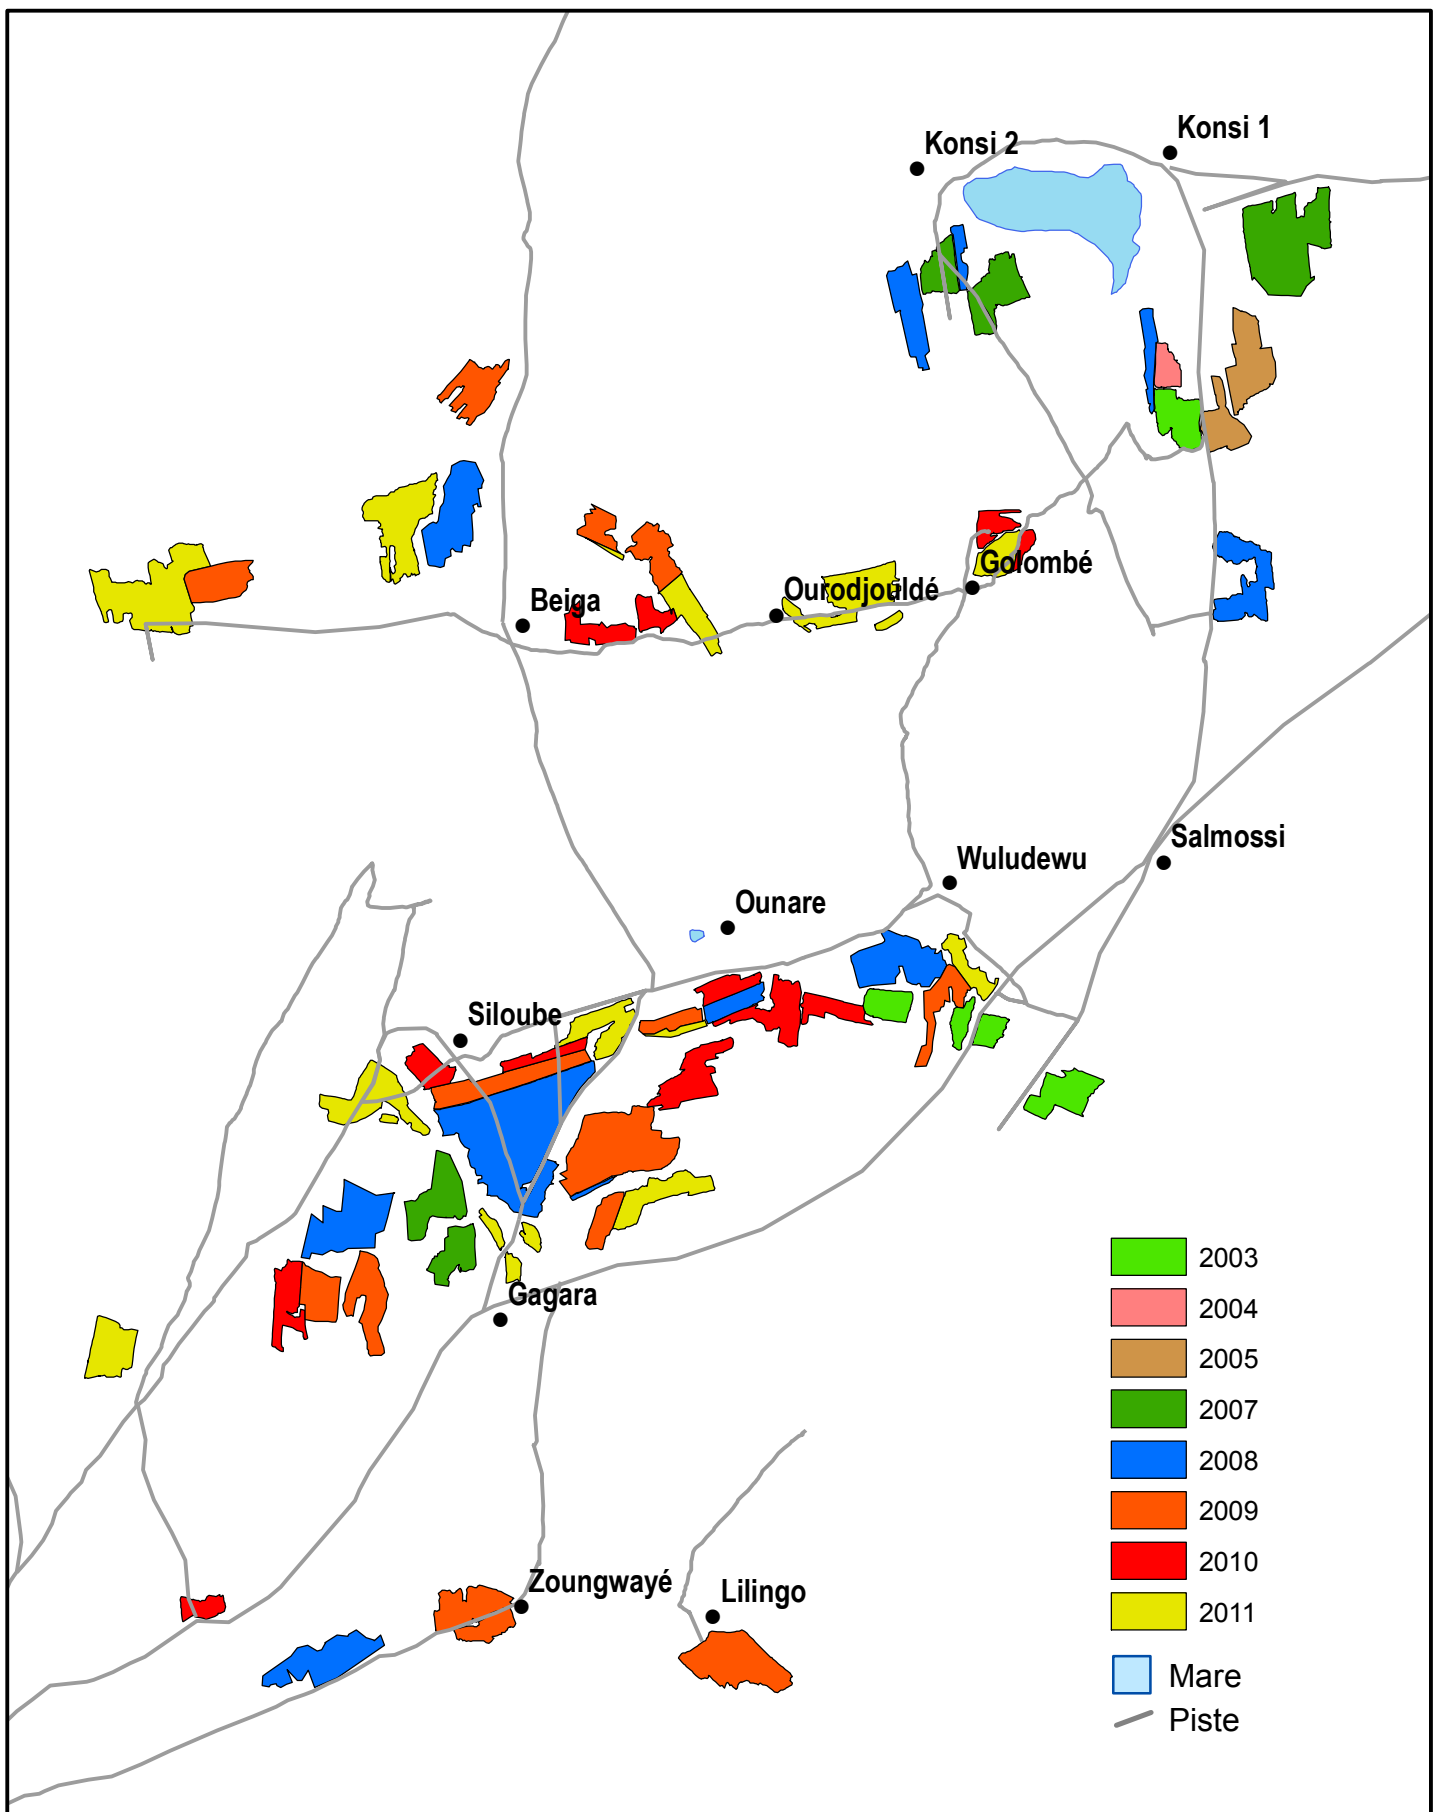 Konsi 1
Konsi 2
Golombé
Ourodjouldé
Beiga
Salmossi
Wuludewu
Ounare
Siloube
Gagara
Zoungwayé
Lilingo
2003
2004
2005
2007
2008
2009
2010
2011
Mare
Piste